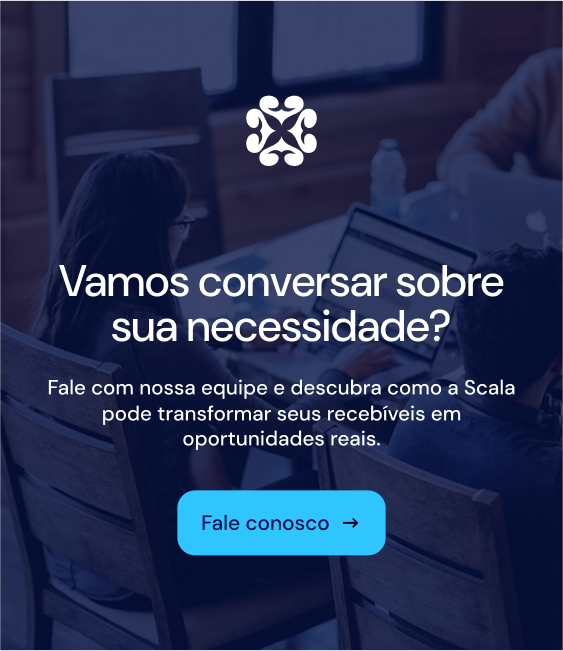 Vamos conversar sobre
sua necessidade?
Fale com nossa equipe e descubra como a Scala
pode transformar seus recebíveis em
oportunidades reais.
Fale conosco →